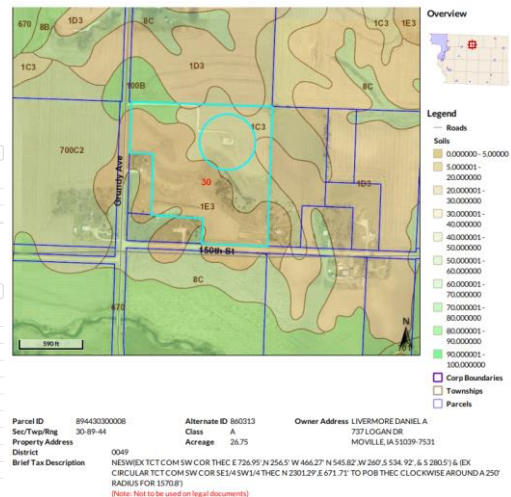 670
8B
1D3
8C
1C3
1E3
Overview
1C3
1D3
8C
100B
1C3
Legend
Roads
Soils
0.000000 - 5.00000
5.000001 -
20.000000
20.000001 -
30.000000
30.000001 -
40.000000
40.000001 -
50.000000
50.000001 -
60.000000
60.000001 -
70.000000
70.000001 -
80.000000
80.000001 -
90.000000
90.000001 -
100.000000
Corp Boundaries
Townships
Parcels
700C2
Grundy Ave
30
1D3
1E3
150th St
8C
670
N
590 ft
Parcel ID 894430300008 Alternate ID 860313 Owner Address LIVERMORE DANIEL A
Sec/Twp/Rng 30-89-44 Class A 737 LOGAN DR
Property Address Acreage 26.75 MOVILLE, IA 51039-7531
District 0049
Brief Tax Description NESW(EX TCT COM SW COR THEC E 726.95',N 256.5' W 466.27' N 545.82', W 260',S 534.92', & S 280.5') & (EX
CIRCULAR TCT COM SW COR SE1/4 SW1/4 THEC N 2301.29',E 671.71' TO POB THEC CLOCKWISE AROUND A 250'
RADIUS FOR 1570.8')
(Note: Not to be used on legal documents)